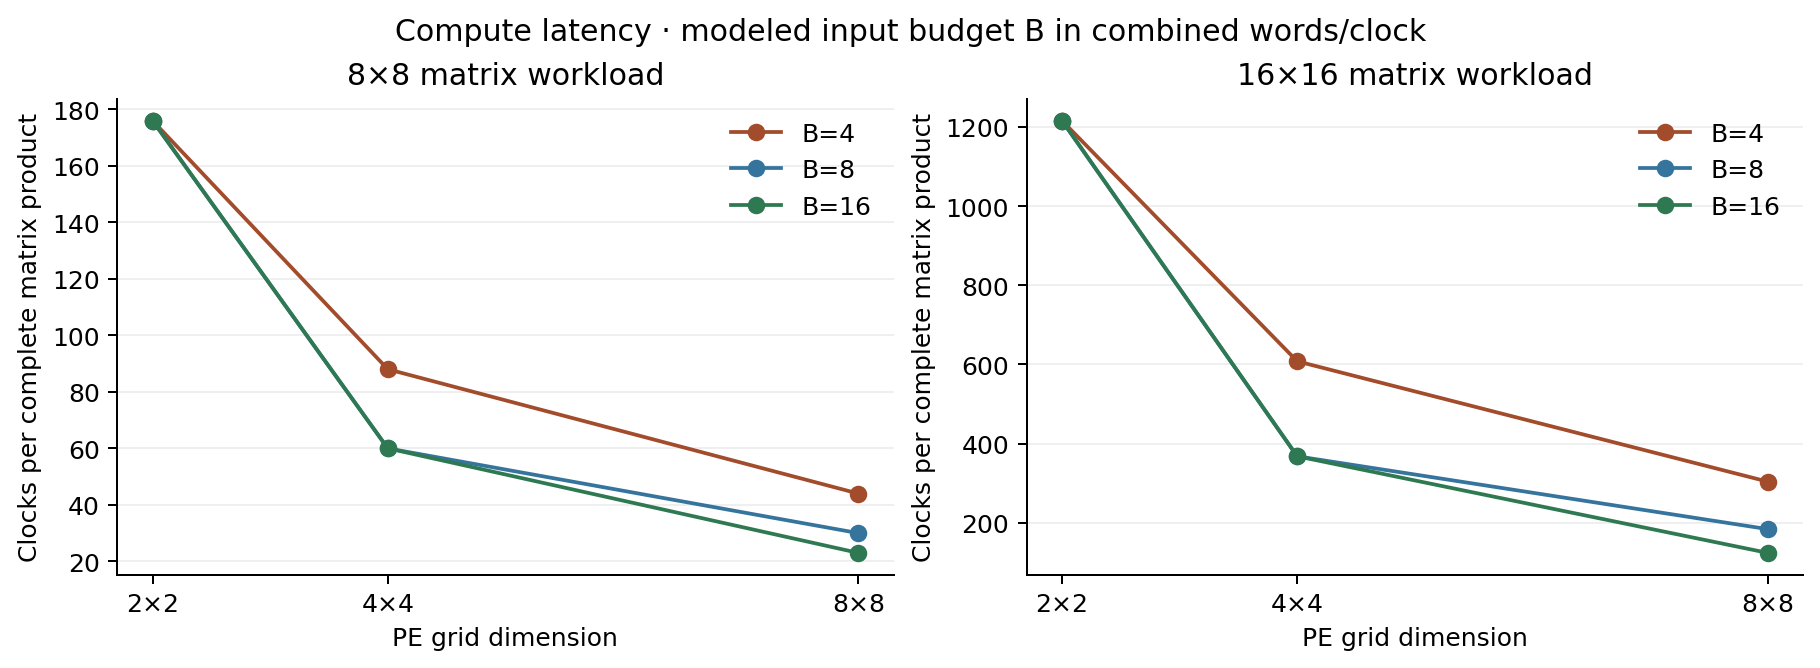 Compute latency · modeled input budget B in combined words/clock
8×8 matrix workload
Clocks per complete matrix product
180
160
140
120
100
80
60
40
20
2×2
4×4
8×8
PE grid dimension
B=4
B=8
B=16
16×16 matrix workload
Clocks per complete matrix product
1200
1000
800
600
400
200
2×2
4×4
8×8
PE grid dimension
B=4
B=8
B=16